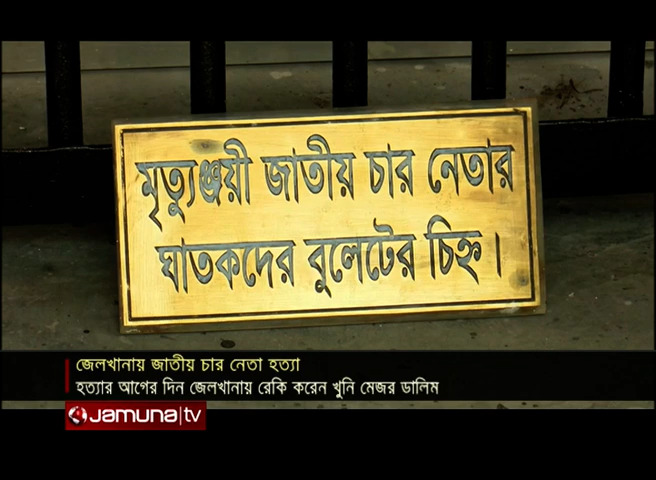 মৃত্যুঞ্জয়ী জাতীয় চার নেতার
ঘাতকদের বুলেটের চিহ্ন।
জেলখানায় জাতীয় চার নেতা হত্যা
হত্যার আগের দিন জেলখানায় রেকি করেন খুনি মেজর ডালিম
JAMUNA|tv